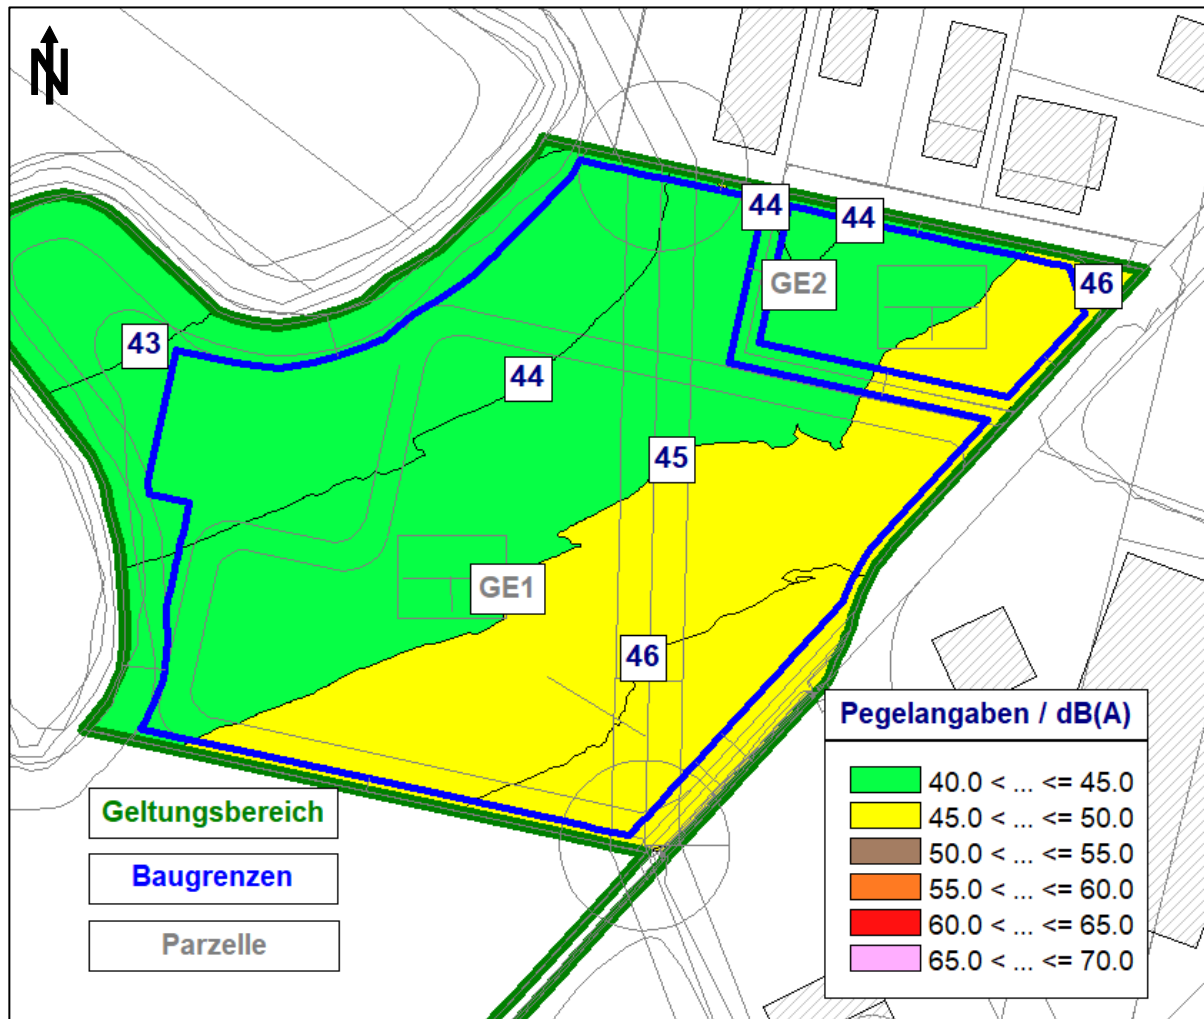 N
44
44
GE2
46
43
44
45
GE1
46
Pegelangaben / dB(A)
40.0 < ... <= 45.0
45.0 < ... <= 50.0
50.0 < ... <= 55.0
55.0 < ... <= 60.0
60.0 < ... <= 65.0
65.0 < ... <= 70.0
Geltungsbereich
Baugrenzen
Parzelle